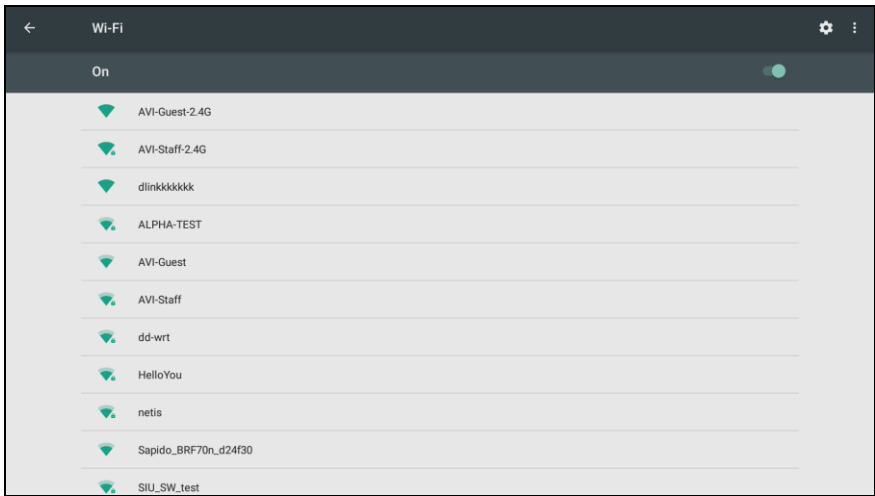 Wi-Fi
On
AVI-Guest-2.4G
AVI-Staff-2.4G
dlinkkkkkkk
ALPHA-TEST
AVI-Guest
AVI-Staff
dd-wrt
HelloYou
netis
Sapido_BRF70n_d24f30
SIU_SW_test